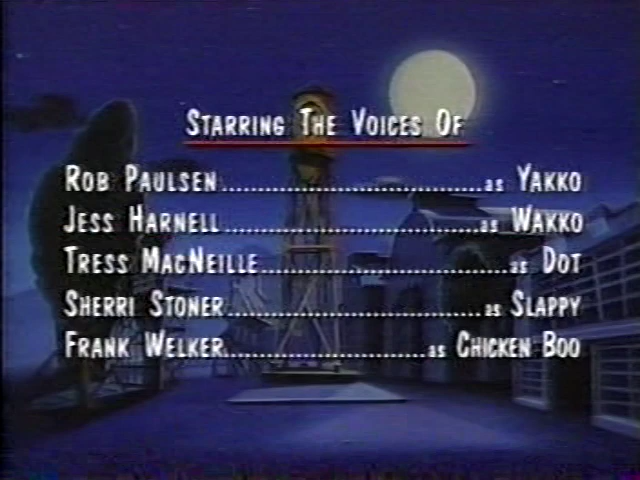 Starring The Voices Of
Rob Paulsen..................................as Yakko
Jess Harnell.................................as Wakko
Tress MacNeille................................as Dot
Sherri Stoner.................................as Slappy
Frank Welker..........................as Chicken Boo